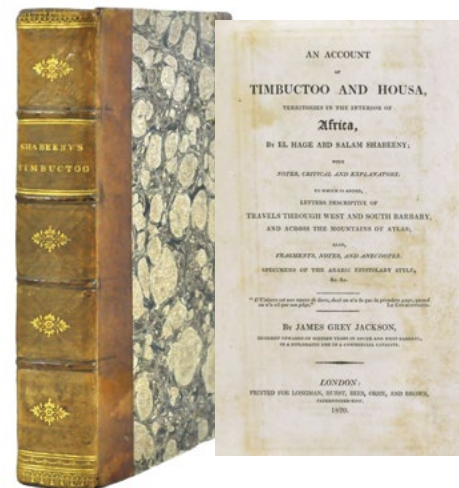 SHABEENY'S
TIMBUCTOO
AN ACCOUNT
OF
TIMBUCTOO AND HOUSA,
TERRITORIES IN THE INTERIOR OF
Africa,
By EL HAGE ABD SALAM SHABEENY;
WITH
NOTES, CRITICAL AND EXPLANATORY.
TO WHICH IS ADDED,
LETTERS DESCRIPTIVE OF
TRAVELS THROUGH WEST AND SOUTH BARBARY,
AND ACROSS THE MOUNTAINS OF ATLAS;
ALSO,
FRAGMENTS, NOTES, AND ANECDOTES;
SPECIMENS OF THE ARABIC EPISTOLARY STYLE,
&c. &c.
By JAMES GREY JACKSON,
LONDON:
PRINTED FOR LONGMAN, HURST, REES, ORME, AND BROWN,
PATERNOSTER-ROW.
1820.